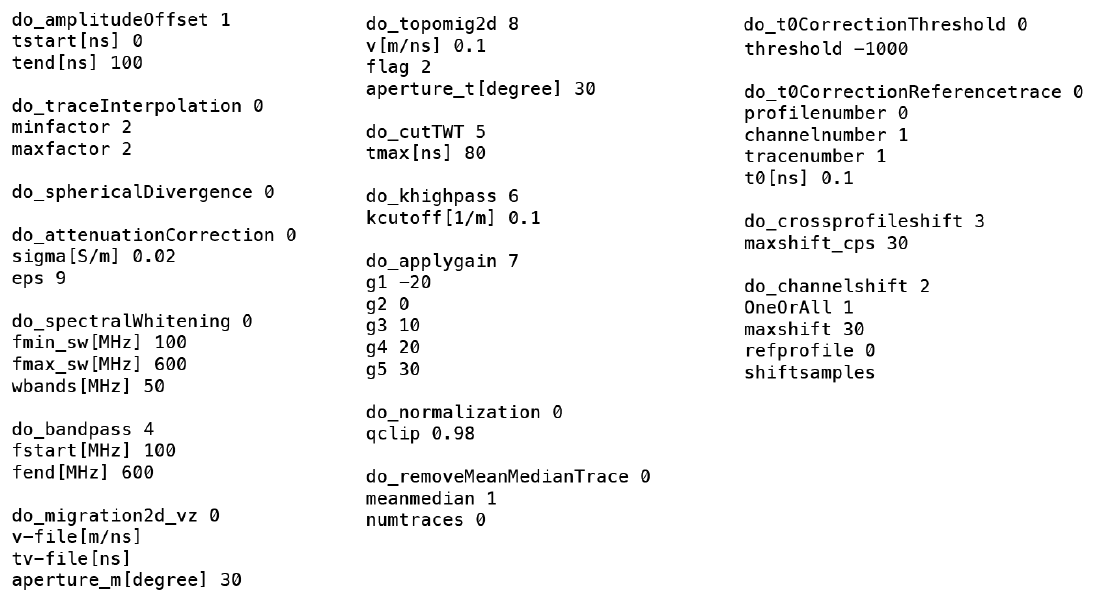 do_amplitudeOffset 1
tstart[ns] 0
tend[ns] 100
do_traceInterpolation 0
minfactor 2
maxfactor 2
do_sphericalDivergence 0
do_attenuationCorrection 0
sigma[S/m] 0.02
eps 9
do_spectralWhitening 0
fmin_sw[MHz] 100
fmax_sw[MHz] 600
wbands[MHz] 50
do_bandpass 4
fstart[MHz] 100
fend[MHz] 600
do_migration2d_vz 0
v-file[m/ns]
tv-file[ns]
aperture_m[degree] 30
do_topomig2d 8
v[m/ns] 0.1
flag 2
aperture_t[degree] 30
do_cutTWT 5
tmax[ns] 80
do_khighpass 6
kcutoff[1/m] 0.1
do_applygain 7
g1 -20
g2 0
g3 10
g4 20
g5 30
do_normalization 0
qclip 0.98
do_removeMeanMedianTrace 0
meanmedian 1
numtraces 0
do_t0CorrectionThreshold 0
threshold -1000
do_t0CorrectionReferencetrace 0
profilenumber 0
channelnumber 1
tracenumber 1
t0[ns] 0.1
do_crossprofileshift 3
maxshift_cps 30
do_channelshift 2
OneOrAll 1
maxshift 30
refprofile 0
shiftsamples